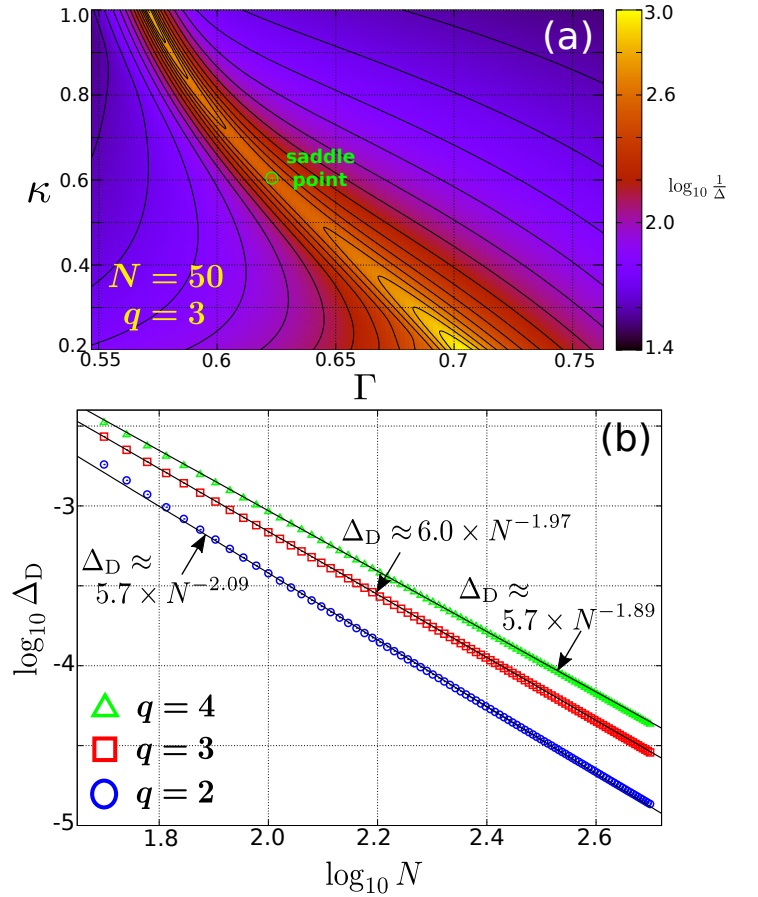 (a)
1.0
0.8
0.6
0.4
0.2
κ
saddle
point
N = 50
q = 3
0.55
0.6
0.65
0.7
0.75
Γ
3.0
2.6
2.0
1.4
log₁₀ 1/Δ
(b)
-3
-4
-5
log₁₀ Δ_D
Δ_D ≈ 6.0 × N^{−1.97}
Δ_D ≈
5.7 × N^{−2.09}
Δ_D ≈
5.7 × N^{−1.89}
q = 4
q = 3
q = 2
1.8
2.0
2.2
2.4
2.6
log₁₀ N